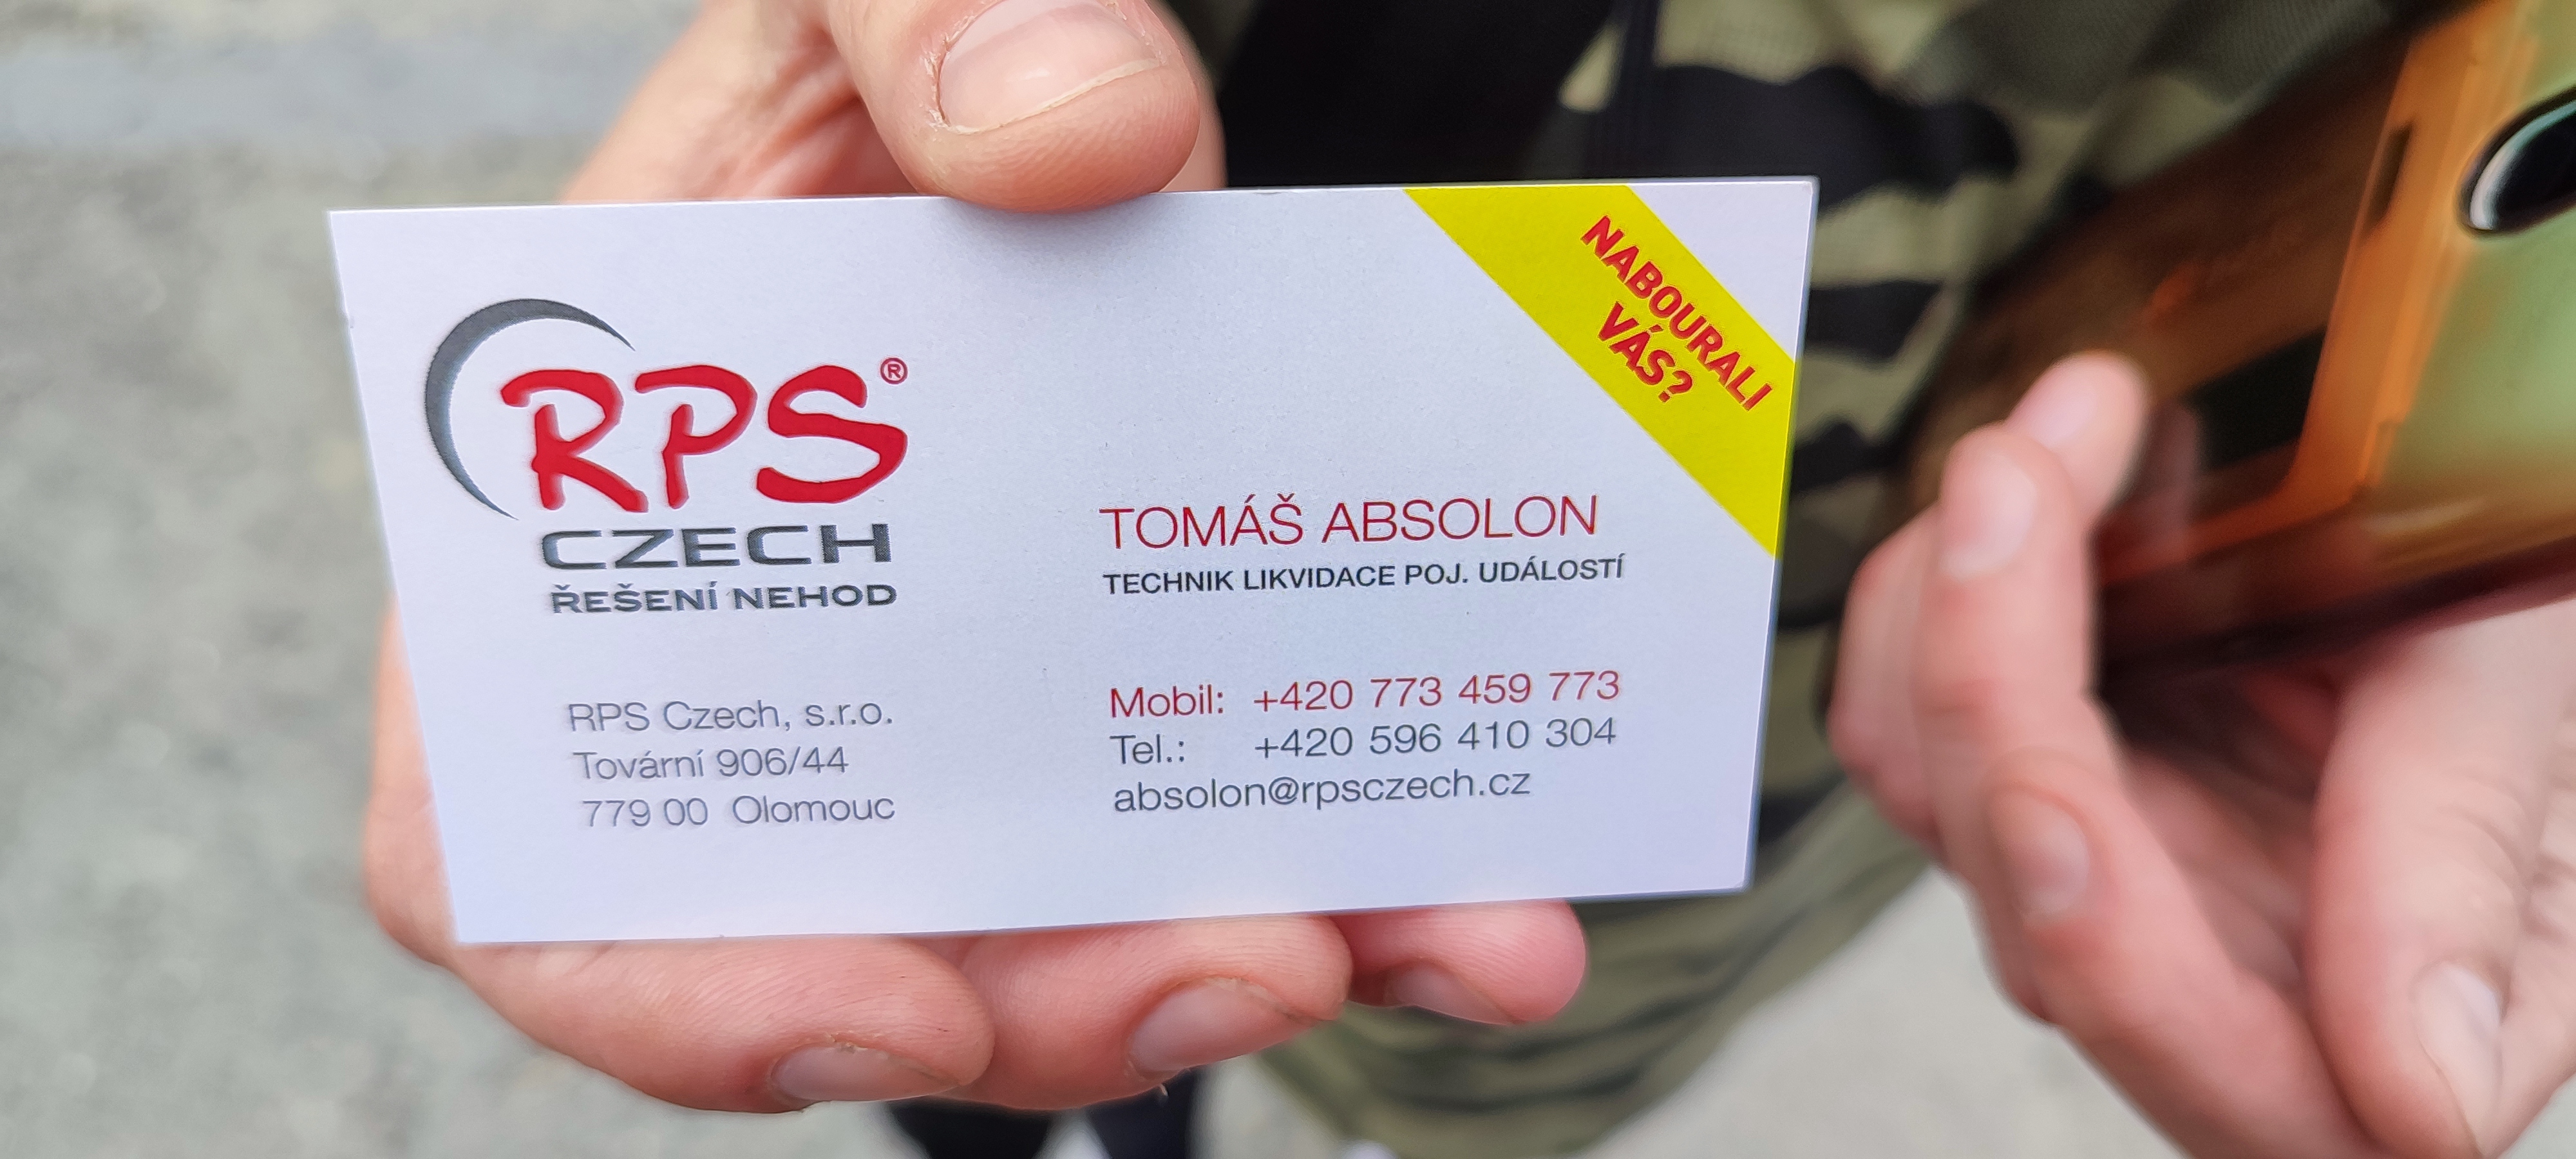 NABOURALI
VÁS?
RPS®
CZECH
ŘEŠENÍ NEHOD
RPS Czech, s.r.o.
Tovární 906/44
779 00 Olomouc
TOMÁŠ ABSOLON
TECHNIK LIKVIDACE POJ. UDÁLOSTÍ
Mobil: +420 773 459 773
Tel.: +420 596 410 304
absolon@rpsczech.cz